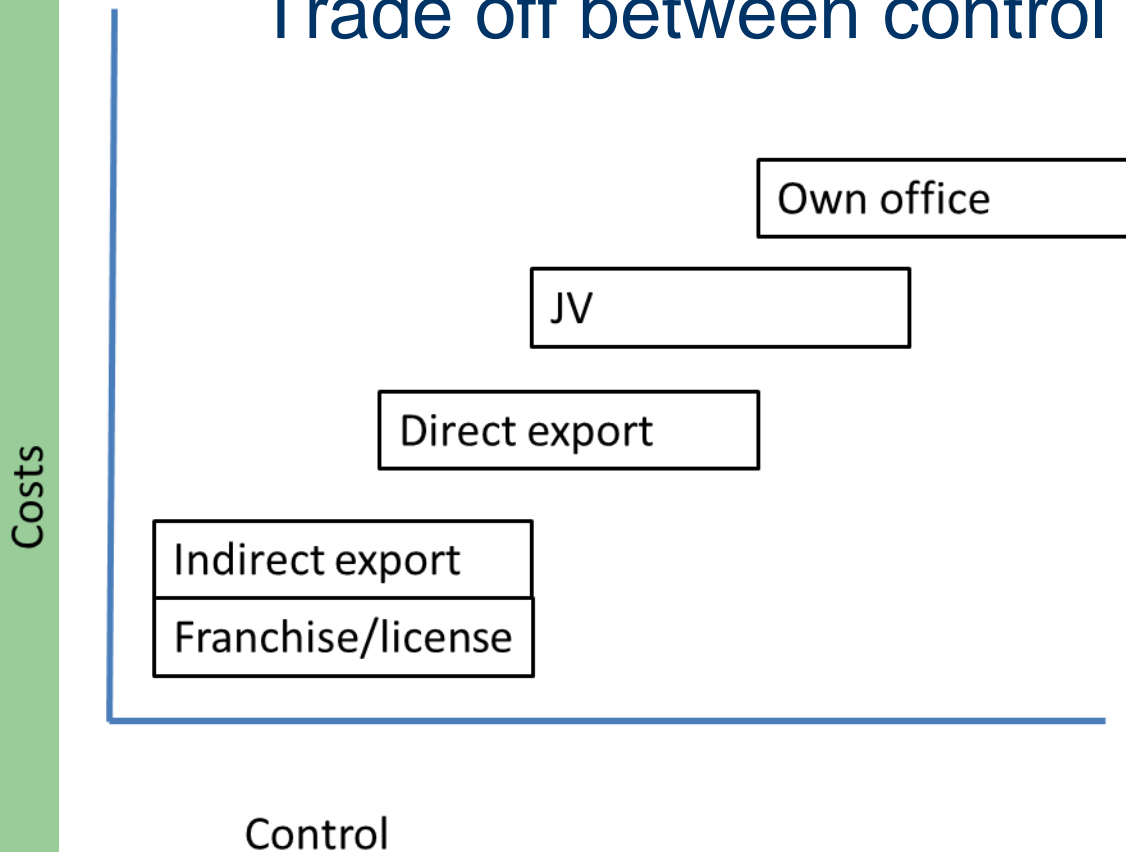 Trade off between control
Own office
JV
Direct export
Costs
Indirect export
Franchise/license
Control